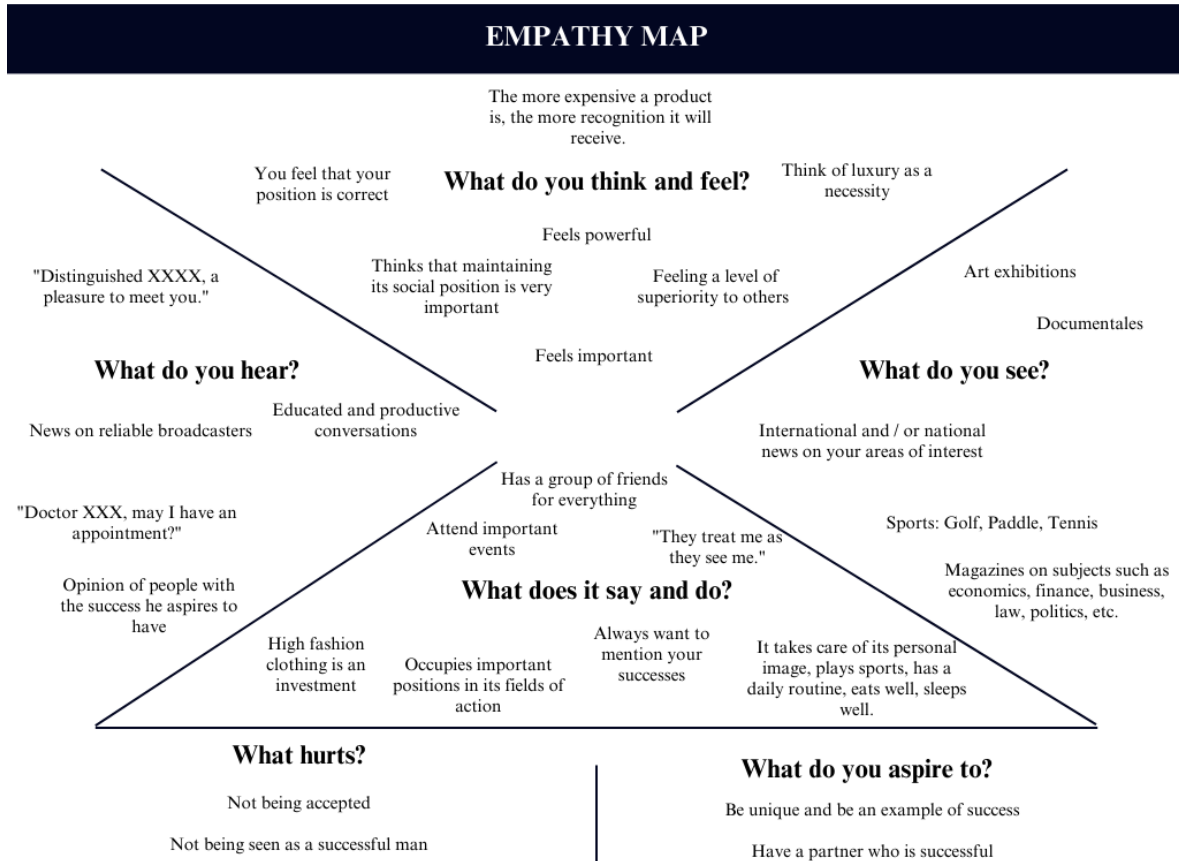 EMPATHY MAP
The more expensive a product
is, the more recognition it will
receive.
You feel that your
position is correct
What do you think and feel?
Think of luxury as a
necessity
Feels powerful
Thinks that maintaining
its social position is very
important
Feeling a level of
superiority to others
Feels important
"Distinguished XXXX, a
pleasure to meet you."
What do you hear?
Educated and productive
conversations
News on reliable broadcasters
"Doctor XXX, may I have an
appointment?"
Opinion of people with
the success he aspires to
have
Art exhibitions
Documentales
What do you see?
International and / or national
news on your areas of interest
Sports: Golf, Paddle, Tennis
Magazines on subjects such as
economics, finance, business,
law, politics, etc.
Has a group of friends
for everything
Attend important
events
"They treat me as
they see me."
What does it say and do?
High fashion
clothing is an
investment
Occupies important
positions in its fields of
action
Always want to
mention your
successes
It takes care of its personal
image, plays sports, has a
daily routine, eats well, sleeps
well.
What hurts?
Not being accepted
Not being seen as a successful man
What do you aspire to?
Be unique and be an example of success
Have a partner who is successful